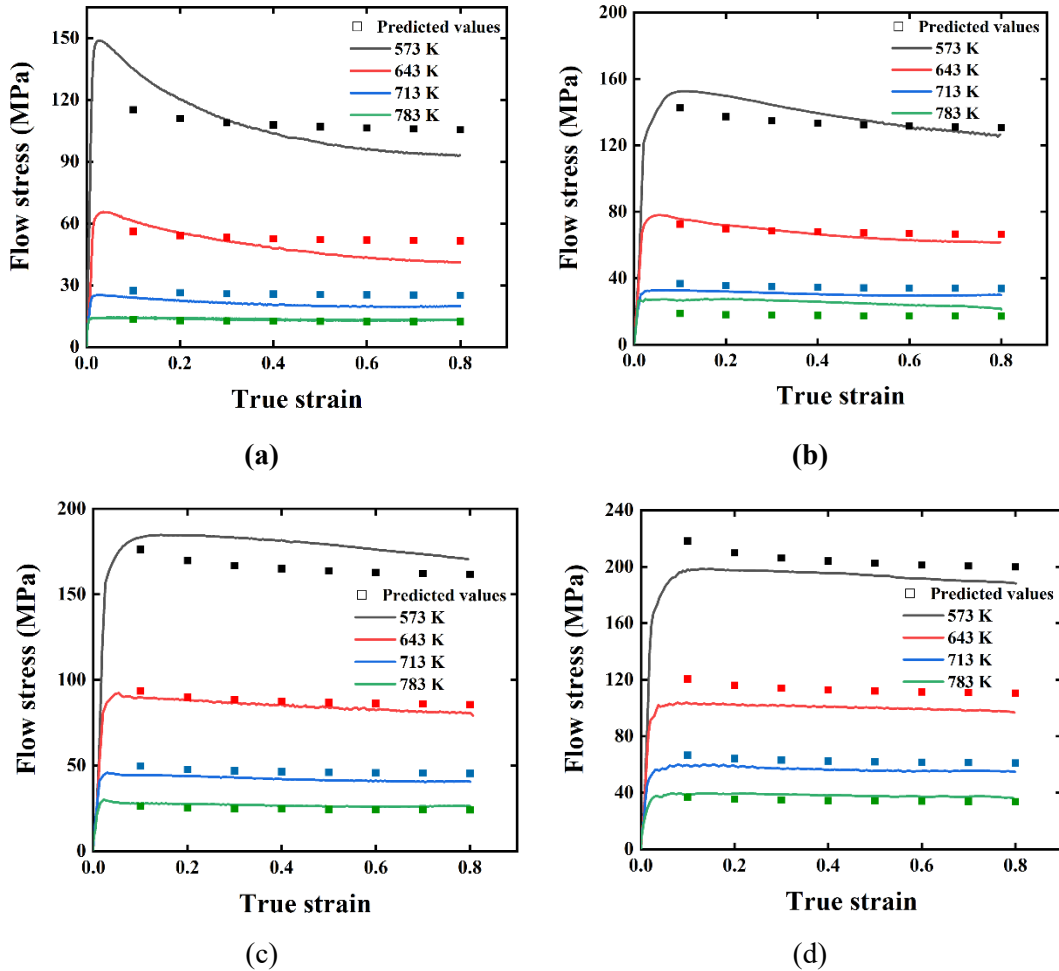 Flow stress (MPa)
150
120
90
60
30
0
Predicted values
573 K
643 K
713 K
783 K
0.0 0.2 0.4 0.6 0.8
True strain
(a)
Flow stress (MPa)
200
160
120
80
40
0
Predicted values
573 K
643 K
713 K
783 K
0.0 0.2 0.4 0.6 0.8
True strain
(b)
Flow stress (MPa)
200
150
100
50
0
Predicted values
573 K
643 K
713 K
783 K
0.0 0.2 0.4 0.6 0.8
True strain
(c)
Flow stress (MPa)
240
200
160
120
80
40
0
Predicted values
573 K
643 K
713 K
783 K
0.0 0.2 0.4 0.6 0.8
True strain
(d)